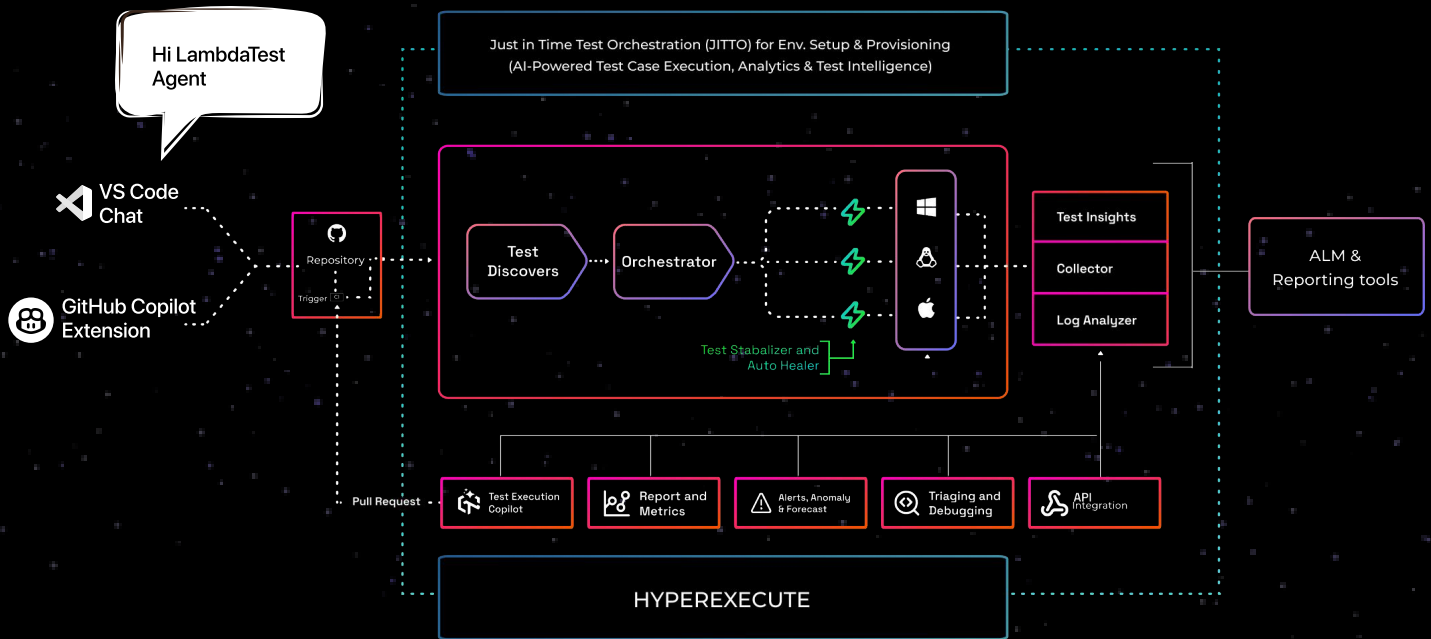 Hi LambdaTest
Agent
Just in Time Test Orchestration (JITTO) for Env. Setup & Provisioning
(AI-Powered Test Case Execution, Analytics & Test Intelligence)
VS Code
Chat
GitHub Copilot
Extension
Repository
Trigger
Test
Discovers
Orchestrator
Test Stabalizer and
Auto Healer
Test Insights
Collector
Log Analyzer
ALM &
Reporting tools
Pull Request
Test Execution
Copilot
Report and
Metrics
Alerts, Anomaly
& Forecast
Triaging and
Debugging
API
Integration
HYPEREXECUTE